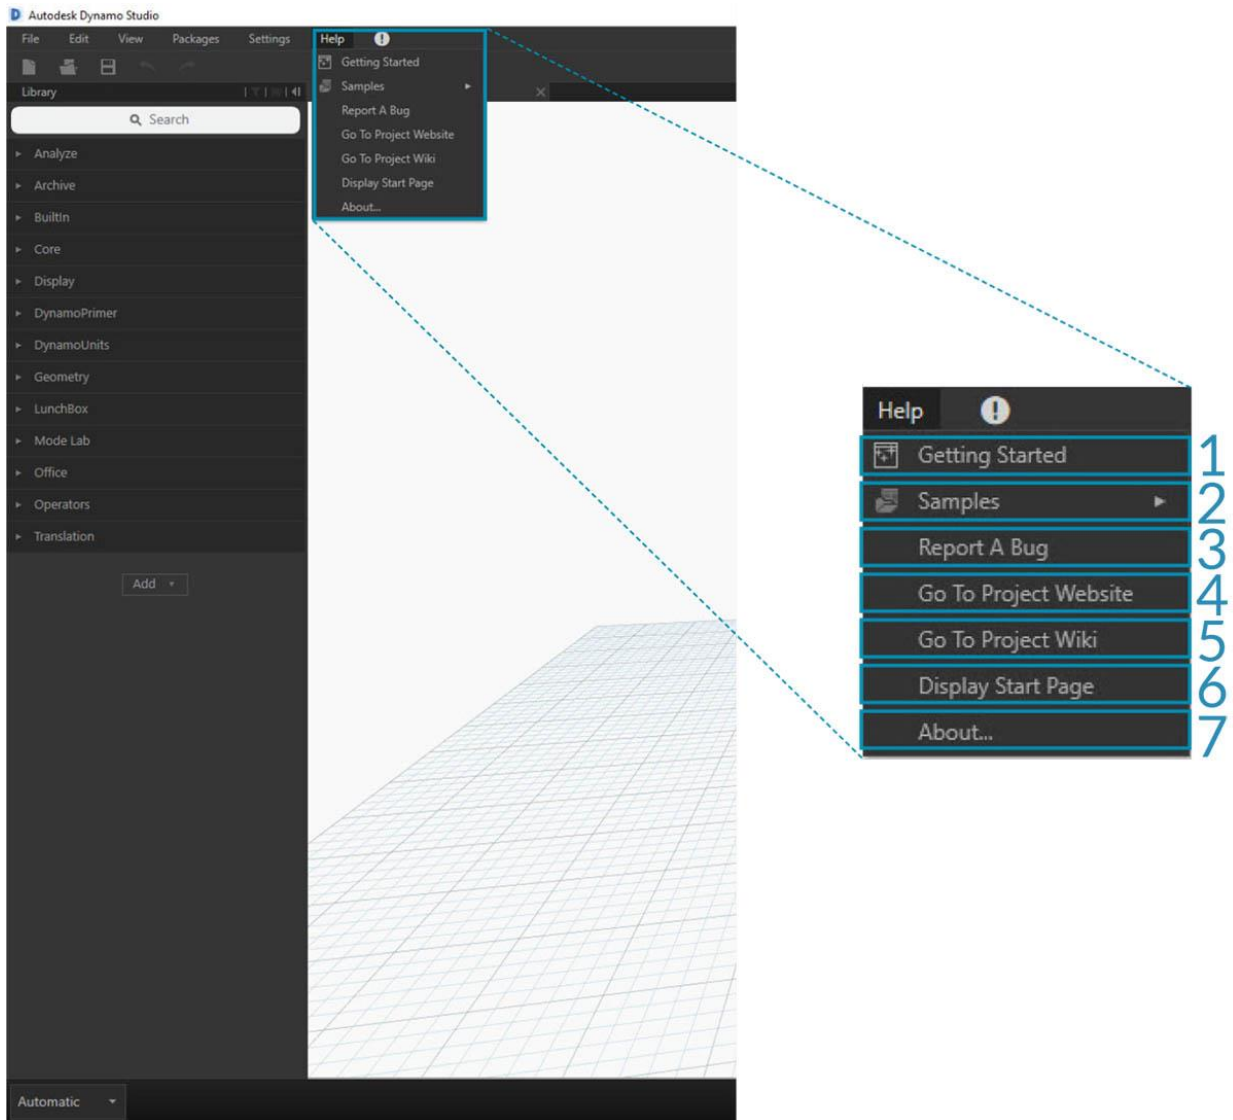 Autodesk Dynamo Studio
File Edit View Packages Settings Help
Getting Started
Samples
Report A Bug
Go To Project Website
Go To Project Wiki
Display Start Page
About...
Library
Search
Analyze
Archive
BuiltIn
Core
Display
DynamoPrimer
DynamoUnits
Geometry
LunchBox
Mode Lab
Office
Operators
Translation
Add
Automatic
Help
Getting Started 1
Samples 2
Report A Bug 3
Go To Project Website 4
Go To Project Wiki 5
Display Start Page 6
About... 7